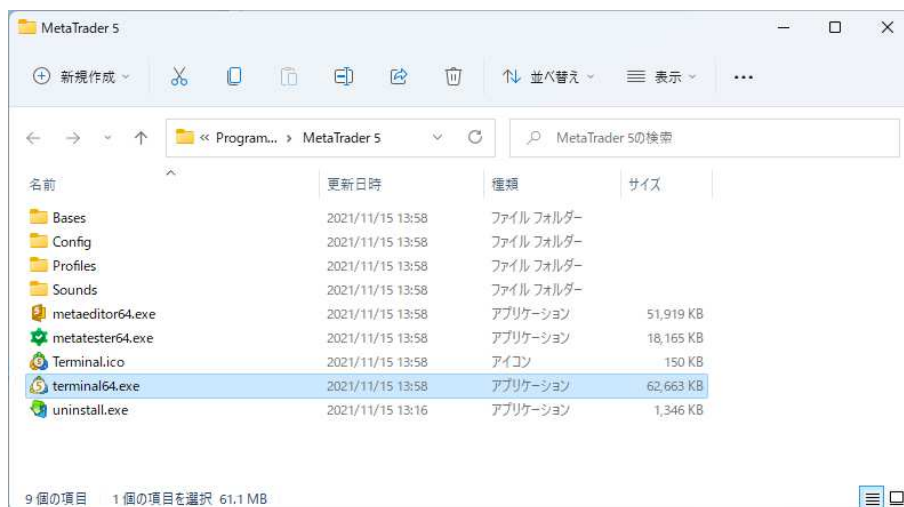 MetaTrader 5
新規作成 並べ替え 表示
« Program... › MetaTrader 5 MetaTrader 5の検索
名前 更新日時 種類 サイズ
Bases 2021/11/15 13:58 ファイル フォルダー
Config 2021/11/15 13:58 ファイル フォルダー
Profiles 2021/11/15 13:58 ファイル フォルダー
Sounds 2021/11/15 13:58 ファイル フォルダー
metaeditor64.exe 2021/11/15 13:58 アプリケーション 51,919 KB
metatester64.exe 2021/11/15 13:58 アプリケーション 18,165 KB
Terminal.ico 2021/11/15 13:58 アイコン 150 KB
terminal64.exe 2021/11/15 13:58 アプリケーション 62,663 KB
uninstall.exe 2021/11/15 13:16 アプリケーション 1,346 KB
9 個の項目 1 個の項目を選択 61.1 MB